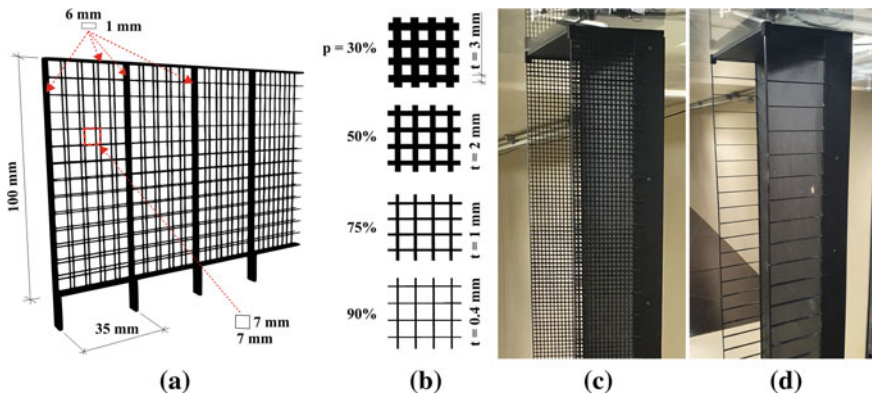 6 mm
1 mm
100 mm
35 mm
7 mm
7 mm
(a)
p = 30%
t = 3 mm
50%
t = 2 mm
75%
t = 1 mm
90%
t = 0.4 mm
(b)
(c)
(d)